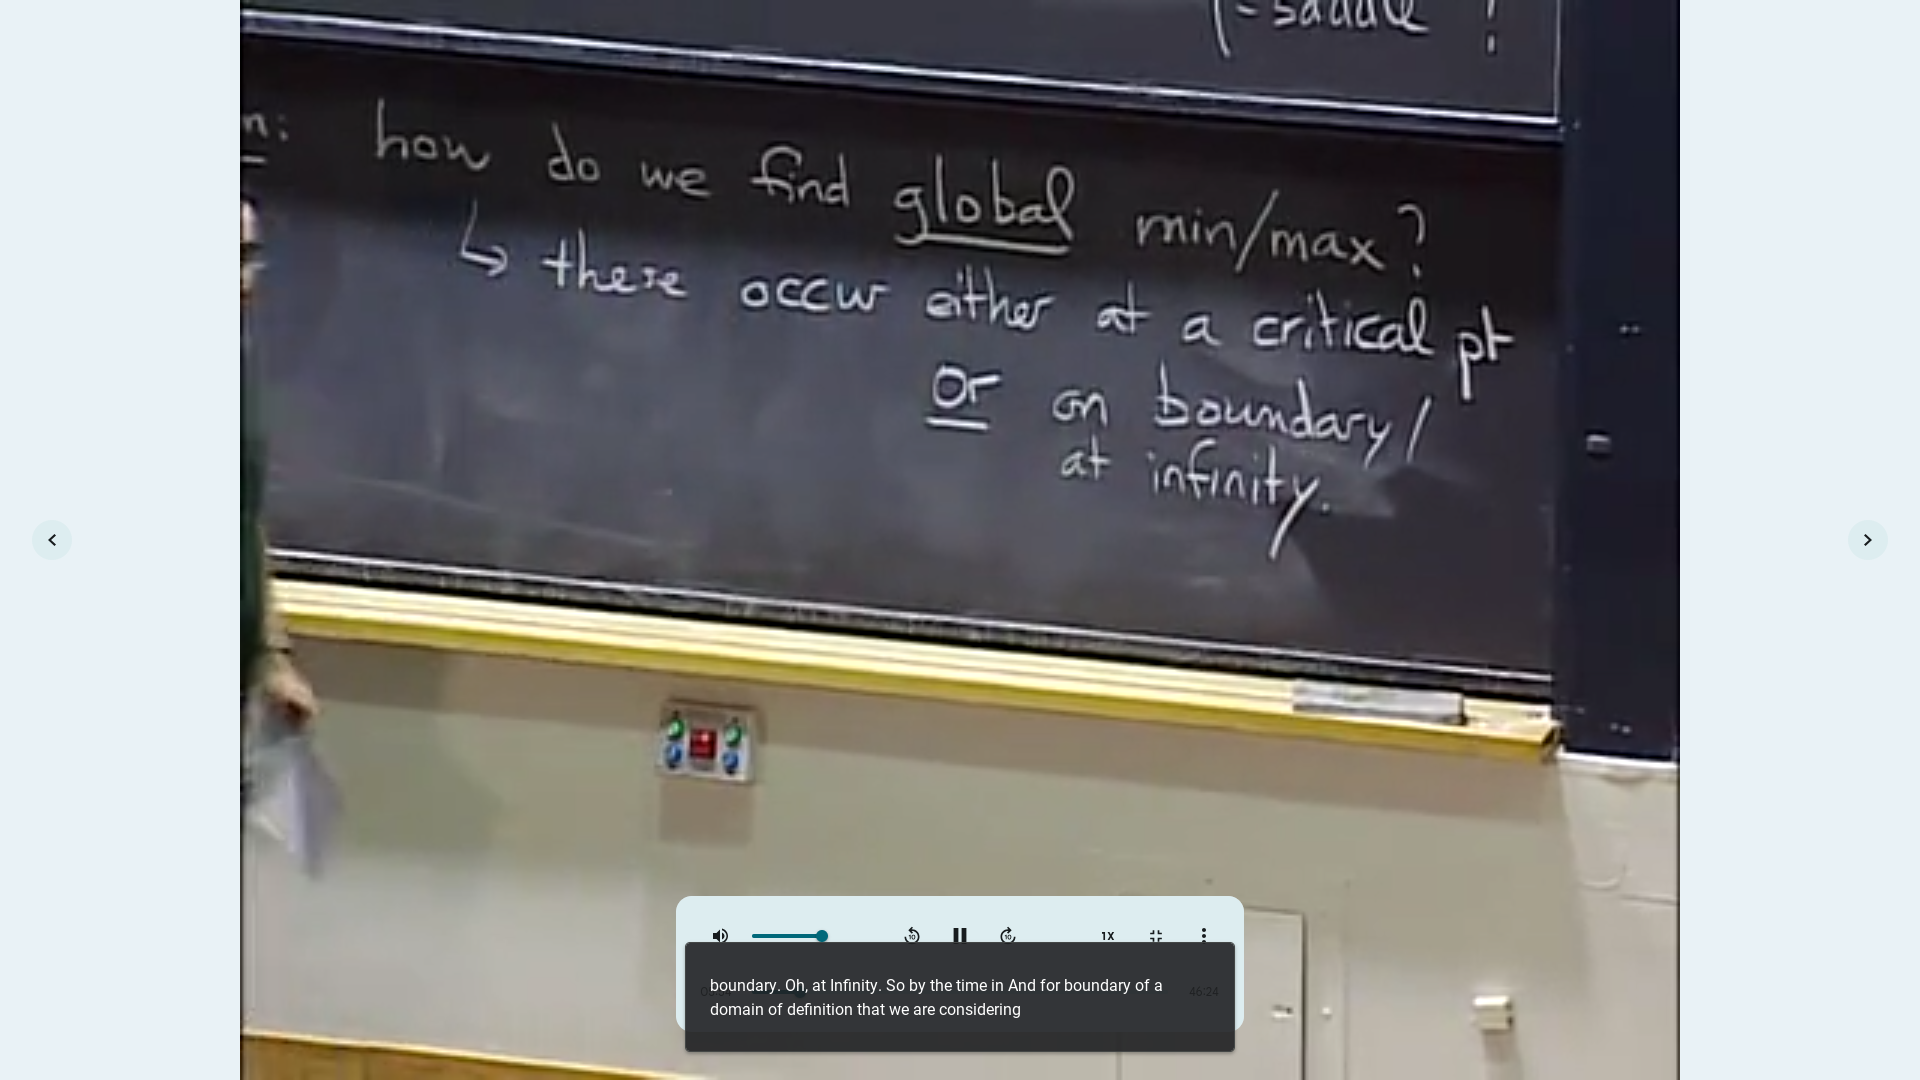 - saddle !
n:
how do we find global min/max?
↳ these occur either at a critical pt
or on boundary/
at infinity.
1X
46:24
boundary. Oh, at Infinity. So by the time in And for boundary of a
domain of definition that we are considering